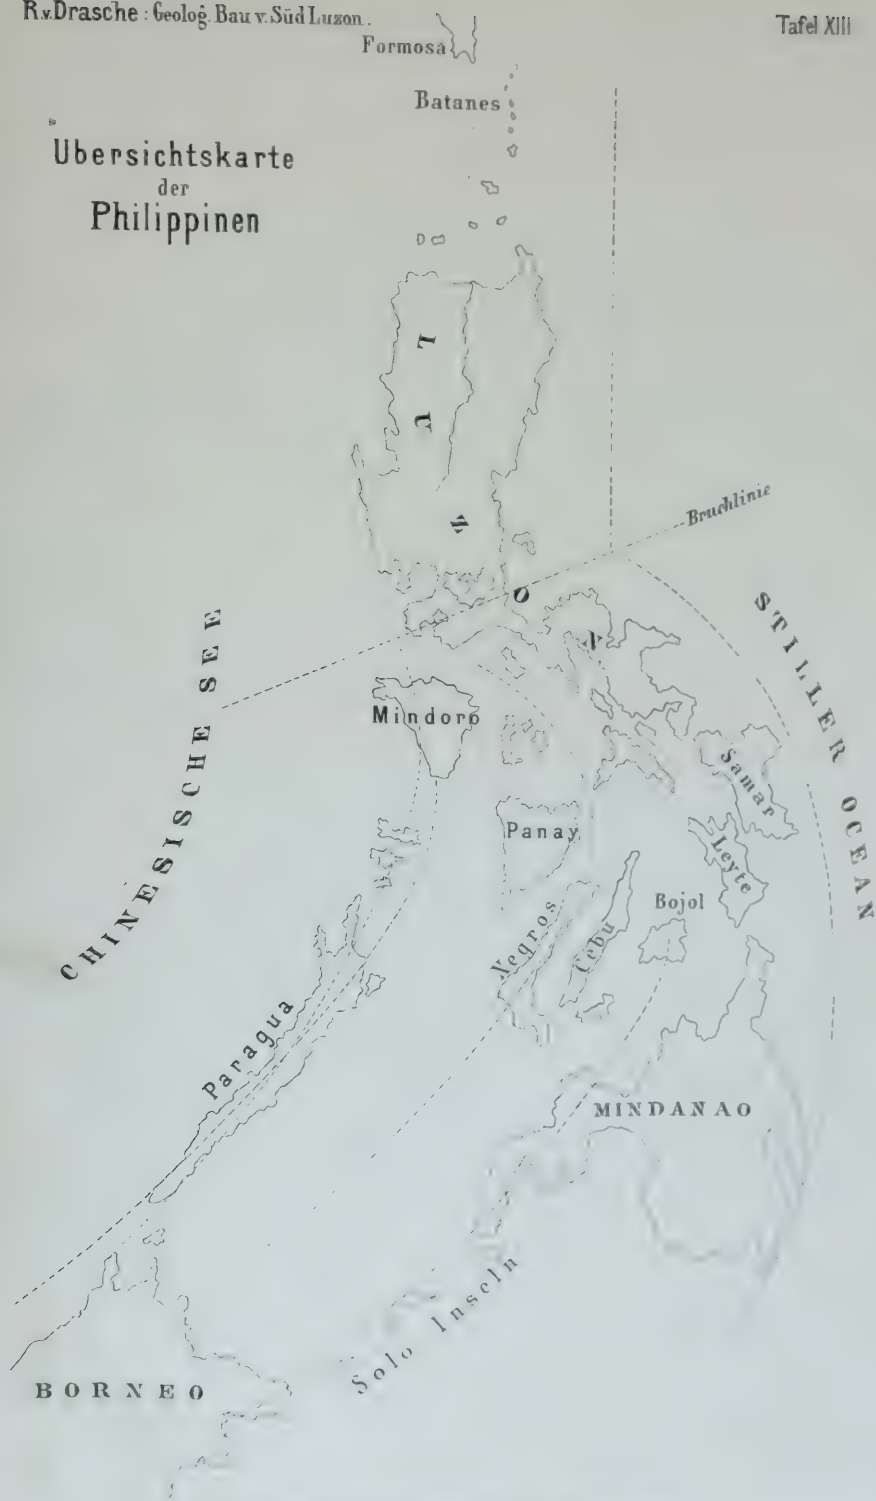 R.v.Drasche : Geolog. Bau v. Süd Luzon.
Tafel XIII
Formosa
Batanes
Übersichtskarte
der
Philippinen
LUZON
Bruchlinie
CHINESISCHE SEE
STILLER OCEAN
Mindoro
Samar
Panay
Leyte
Bojol
Negros
Cebu
Paragua
MINDANAO
Solo Inseln
BORNEO